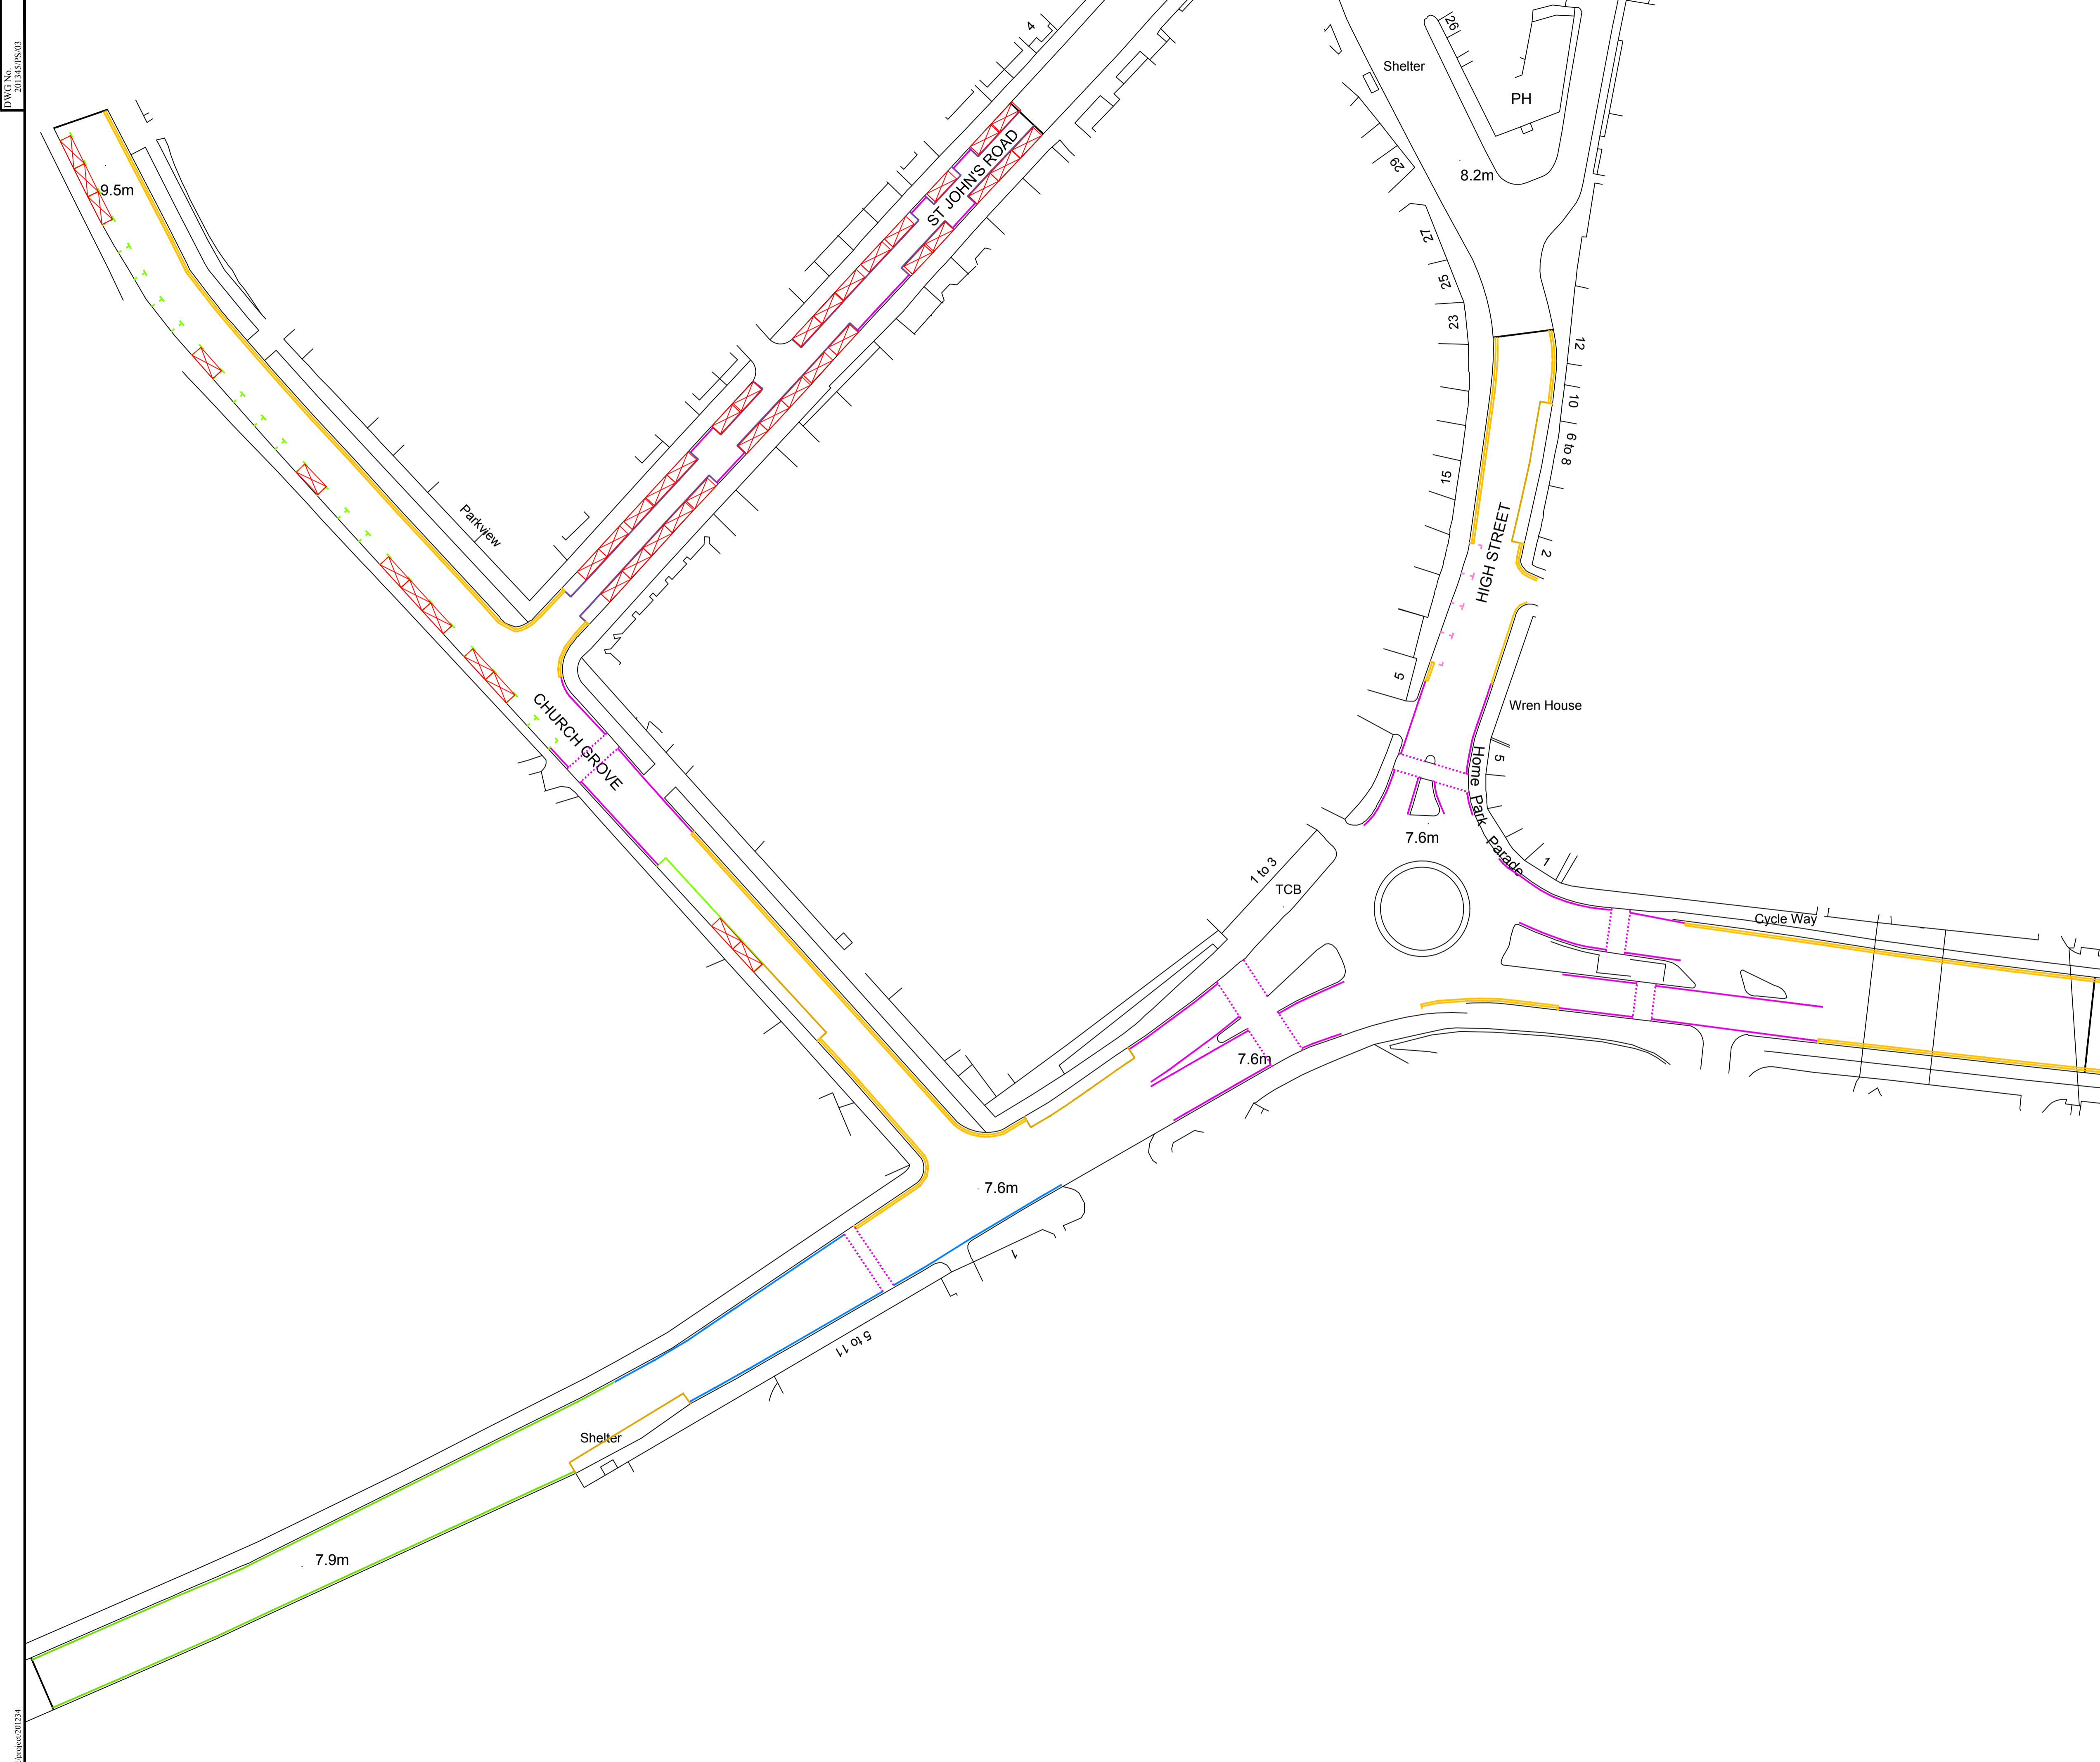 DWG No.
201345/PS/03
4
26
Shelter
PH
ST JOHN'S ROAD
29
8.2m
9.5m
27
25
23
12
10
6 to 8
15
Parkview
HIGH STREET
2
5
Wren House
CHURCH GROVE
Home Park Parade
5
7.6m
1
1 to 3
TCB
Cycle Way
7.6m
7.6m
1
5 to 11
Shelter
7.9m
/project/201234